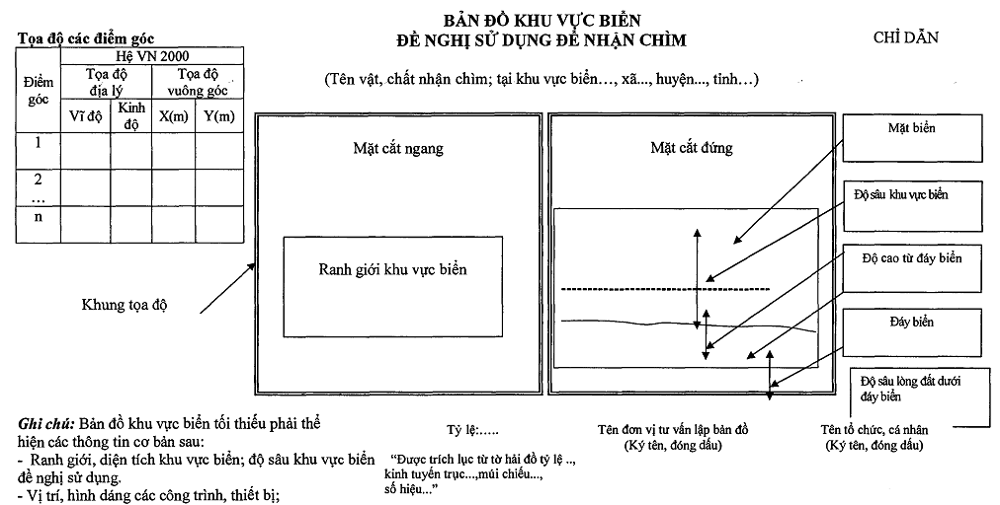 BẢN ĐỒ KHU VỰC BIỂN
ĐỀ NGHỊ SỬ DỤNG ĐỂ NHẬN CHÌM
CHỈ DẪN
(Tên vật, chất nhận chìm; tại khu vực biển…, xã..., huyện..., tỉnh…)
Tọa độ các điểm góc
Hệ VN 2000
Điểm góc
Tọa độ địa lý
Tọa độ vuông góc
Vĩ độ
Kinh độ
X(m)
Y(m)
1
2
…
n
Khung tọa độ
Mặt cắt ngang
Ranh giới khu vực biển
Mặt cắt đứng
Mặt biển
Độ sâu khu vực biển
Độ cao từ đáy biển
Đáy biển
Độ sâu lòng đất dưới
đáy biển
Ghi chú: Bản đồ khu vực biển tối thiểu phải thể
hiện các thông tin cơ bản sau:
- Ranh giới, diện tích khu vực biển; độ sâu khu vực biển
đề nghị sử dụng.
- Vị trí, hình dáng các công trình, thiết bị;
Tỷ lệ:…..
“Được trích lục từ tờ hải đồ tỷ lệ ..,
kinh tuyến trục...,múi chiếu...,
số hiệu...”
Tên đơn vị tư vấn lập bản đồ
(Ký tên, đóng dấu)
Tên tổ chức, cá nhân
(Ký tên, đóng dấu)